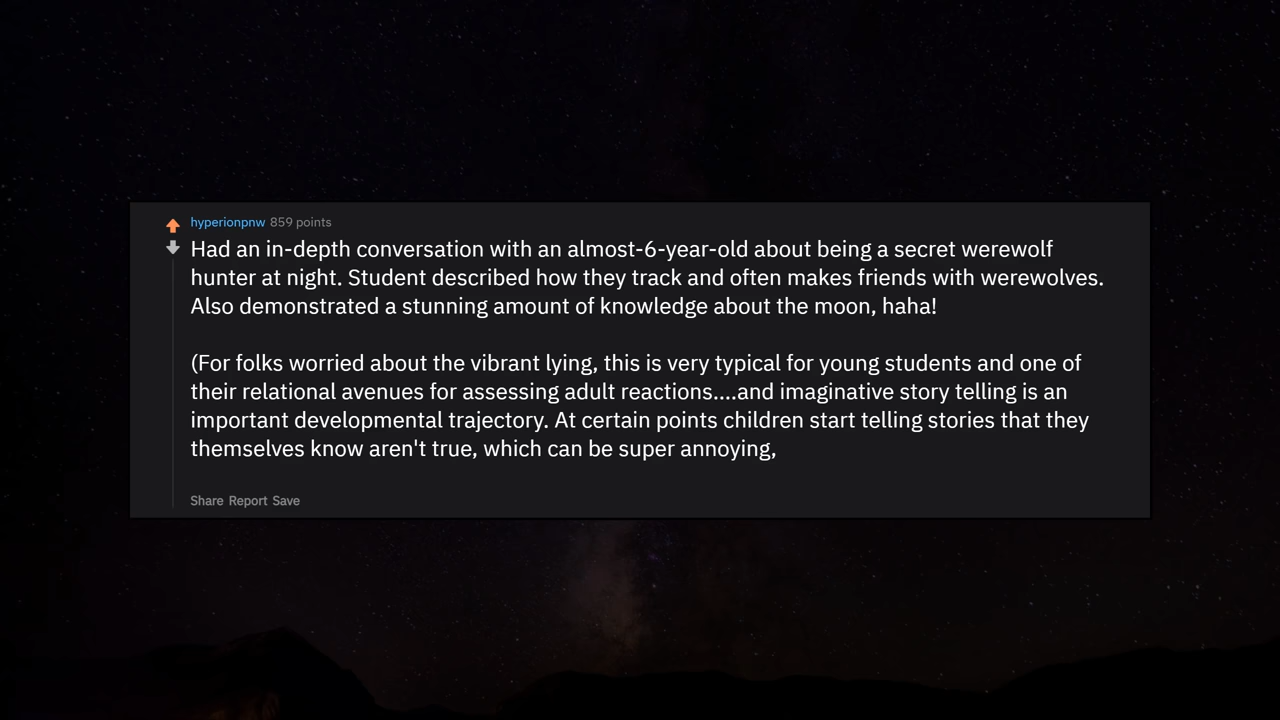 hyperionpnw 859 points
Had an in-depth conversation with an almost-6-year-old about being a secret werewolf
hunter at night. Student described how they track and often makes friends with werewolves.
Also demonstrated a stunning amount of knowledge about the moon, haha!
(For folks worried about the vibrant lying, this is very typical for young students and one of
their relational avenues for assessing adult reactions....and imaginative story telling is an
important developmental trajectory. At certain points children start telling stories that they
themselves know aren't true, which can be super annoying,
Share Report Save